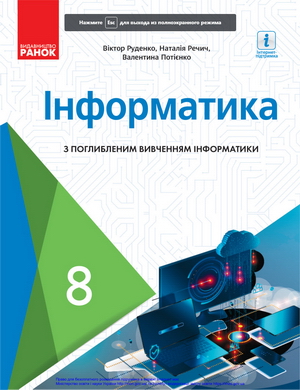 Нажмите Esc для выхода из полноэкранного режима
ВИДАВНИЦТВО
РАНОК
Інтернет-
підтримка
Віктор Руденко, Наталія Речич,
Валентина Потієнко
Інформатика
З ПОГЛИБЛЕНИМ ВИВЧЕННЯМ ІНФОРМАТИКИ
8